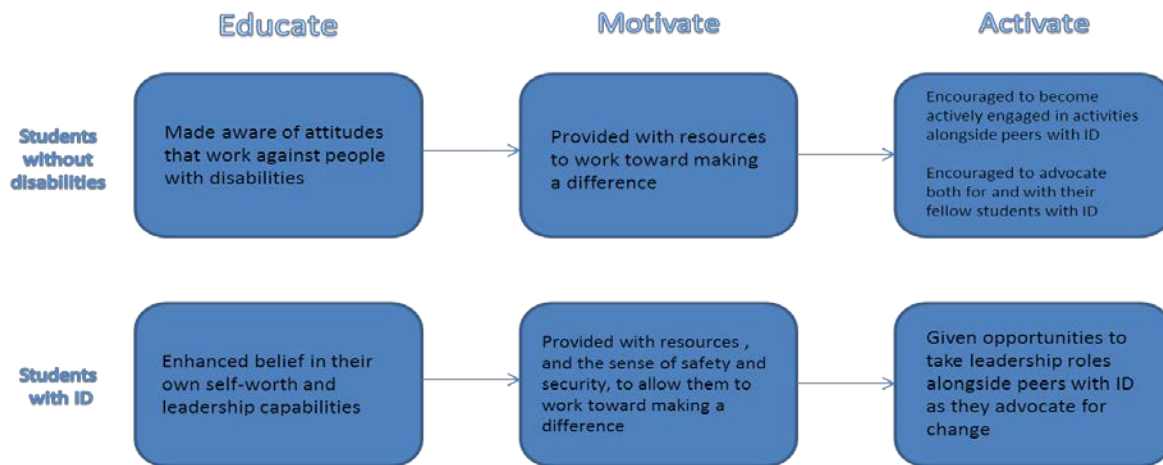 Educate
Motivate
Activate
Students
without
disabilities
Made aware of attitudes
that work against people
with disabilities
Provided with resources
to work toward making
a difference
Encouraged to become
actively engaged in activities
alongside peers with ID
Encouraged to advocate
both for and with their
fellow students with ID
Students
with ID
Enhanced belief in their
own self-worth and
leadership capabilities
Provided with resources ,
and the sense of safety and
security, to allow them to
work toward making a
difference
Given opportunities to
take leadership roles
alongside peers with ID
as they advocate for
change